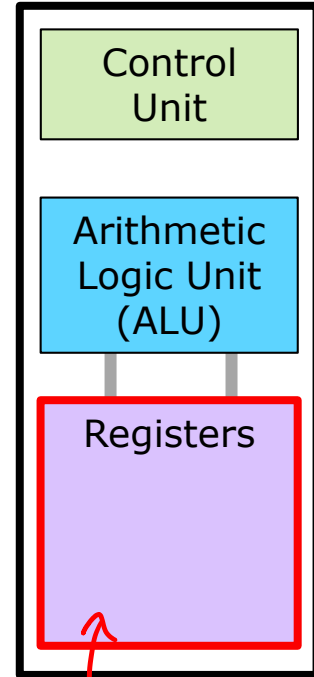 Control
Unit
Arithmetic
Logic Unit
(ALU)
Registers